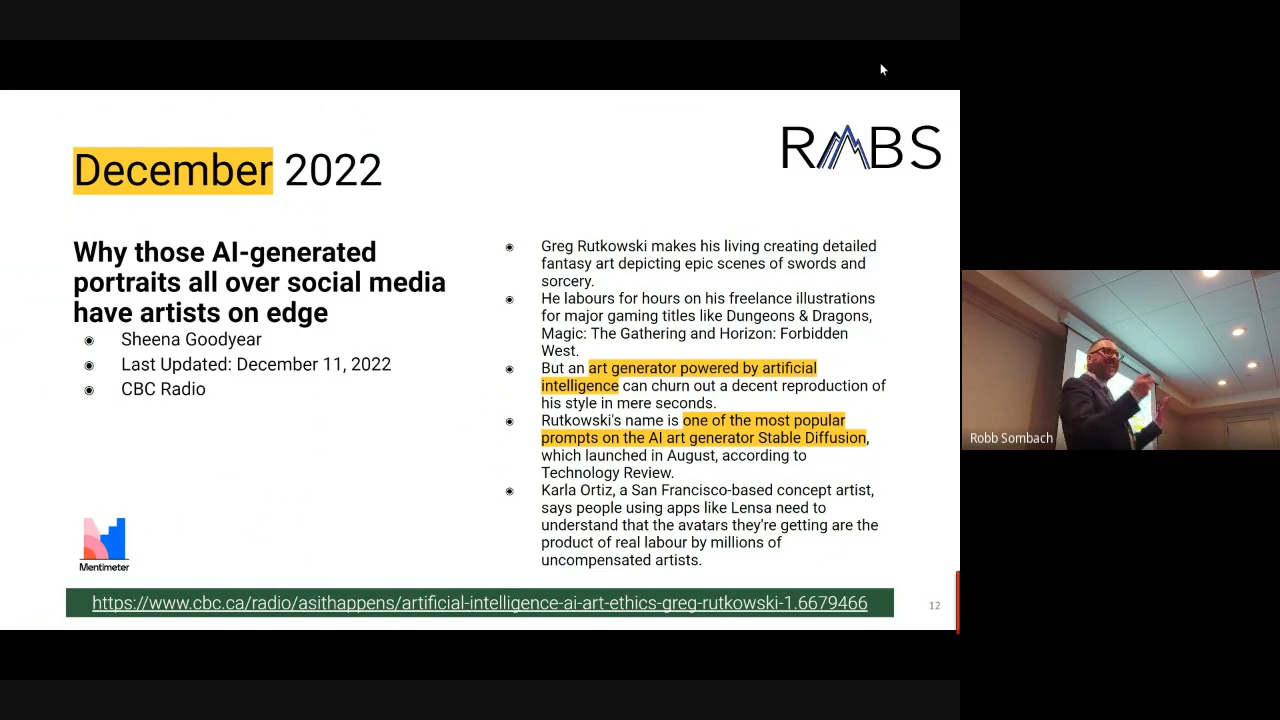 December 2022
RMBS
Why those AI-generated
portraits all over social media
have artists on edge
Sheena Goodyear
Last Updated: December 11, 2022
CBC Radio
Greg Rutkowski makes his living creating detailed
fantasy art depicting epic scenes of swords and
sorcery.
He labours for hours on his freelance illustrations
for major gaming titles like Dungeons & Dragons,
Magic: The Gathering and Horizon: Forbidden
West.
But an art generator powered by artificial
intelligence can churn out a decent reproduction of
his style in mere seconds.
Rutkowski's name is one of the most popular
prompts on the AI art generator Stable Diffusion,
which launched in August, according to
Technology Review.
Karla Ortiz, a San Francisco-based concept artist,
says people using apps like Lensa need to
understand that the avatars they're getting are the
product of real labour by millions of
uncompensated artists.
Mentimeter
https://www.cbc.ca/radio/asithappens/artificial-intelligence-ai-art-ethics-greg-rutkowski-1.6679466
12
Robb Sombach